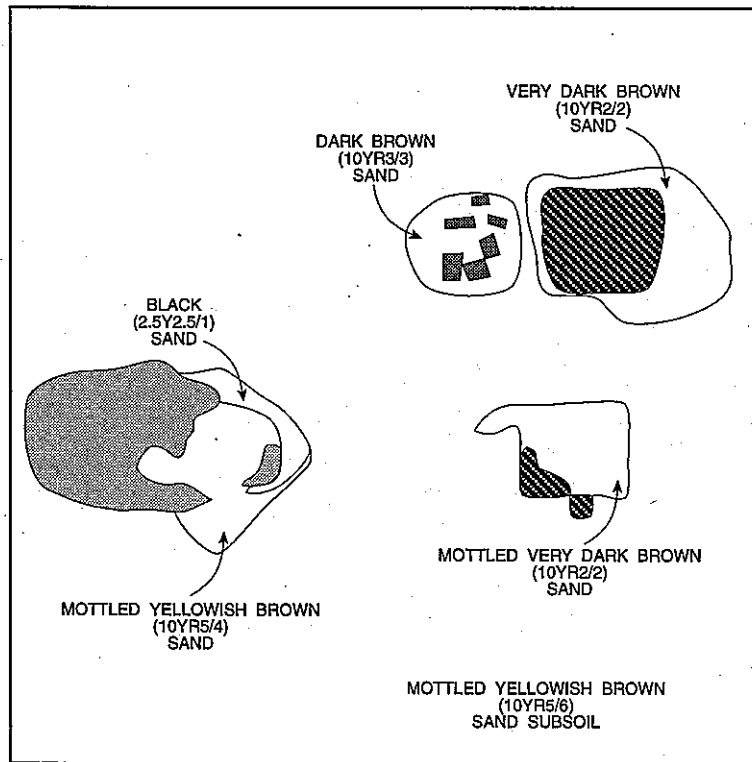 VERY DARK BROWN
(10YR2/2)
SAND
DARK BROWN
(10YR3/3)
SAND
BLACK
(2.5Y2.5/1)
SAND
MOTTLED VERY DARK BROWN
(10YR2/2)
SAND
MOTTLED YELLOWISH BROWN
(10YR5/4)
SAND
MOTTLED YELLOWISH BROWN
(10YR5/6)
SAND SUBSOIL